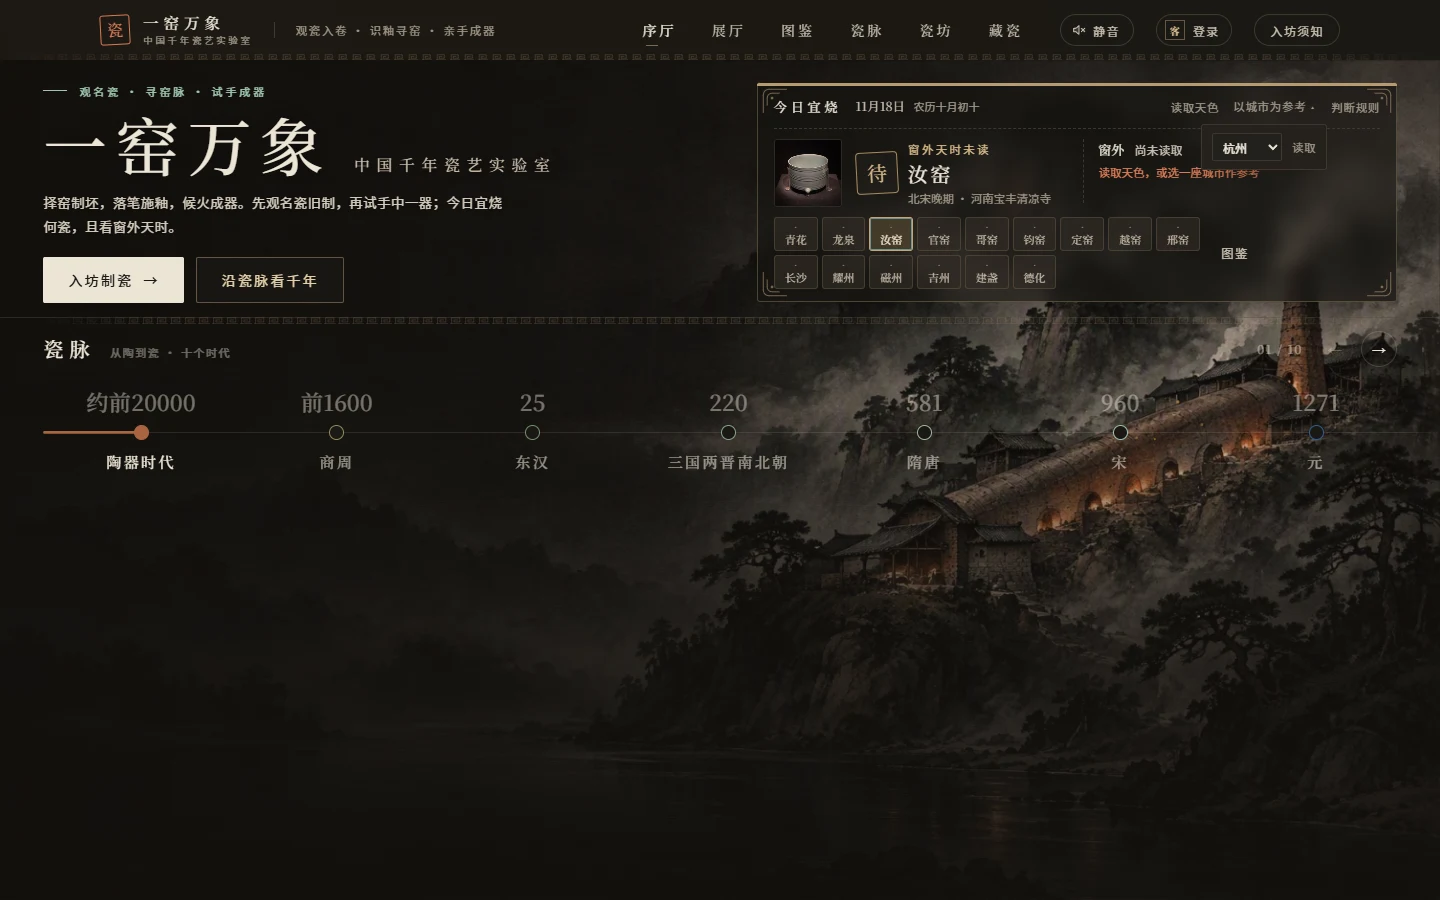 瓷
一窑万象
中国千年瓷艺实验室
观瓷入卷 · 识釉寻窑 · 亲手成器
序厅 展厅 图鉴 瓷脉 瓷坊 藏瓷
静音
客 登录
入坊须知
观名瓷 · 寻窑脉 · 试手成器
一窑万象 中国千年瓷艺实验室
择窑制坯，落笔施釉，候火成器。先观名瓷旧制，再试手中一器；今日宜烧
何瓷，且看窗外天时。
入坊制瓷 →
沿瓷脉看千年
今日宜烧 11月18日 农历十月初十
读取天色 以城市为参考 · 判断规则
待
窗外天时未读
汝窑
北宋晚期 · 河南宝丰清凉寺
窗外 尚未读取
杭州 读取
读取天色，或选一座城市作参考
青花 龙泉 汝窑 官窑 哥窑 钧窑 定窑 越窑 邢窑
长沙 耀州 磁州 吉州 建盏 德化
图鉴
瓷脉 从陶到瓷 · 十个时代
01 / 10 ← →
约前20000 前1600 25 220 581 960 1271
陶器时代 商周 东汉 三国两晋南北朝 隋唐 宋 元